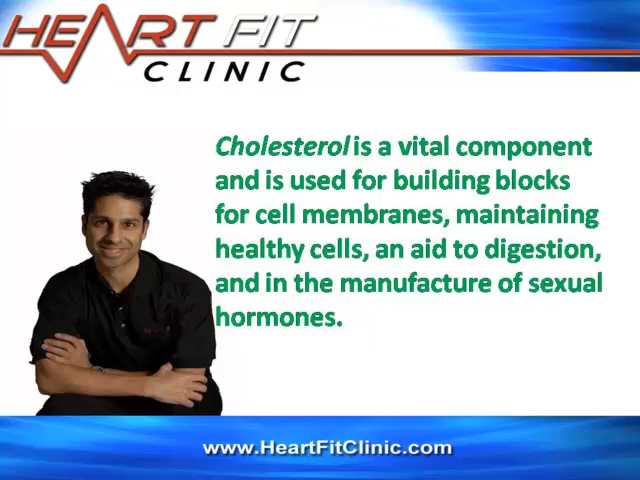 HEART FIT
CLINIC
Cholesterol is a vital component
and is used for building blocks
for cell membranes, maintaining
healthy cells, an aid to digestion,
and in the manufacture of sexual
hormones.
www.HeartFitClinic.com